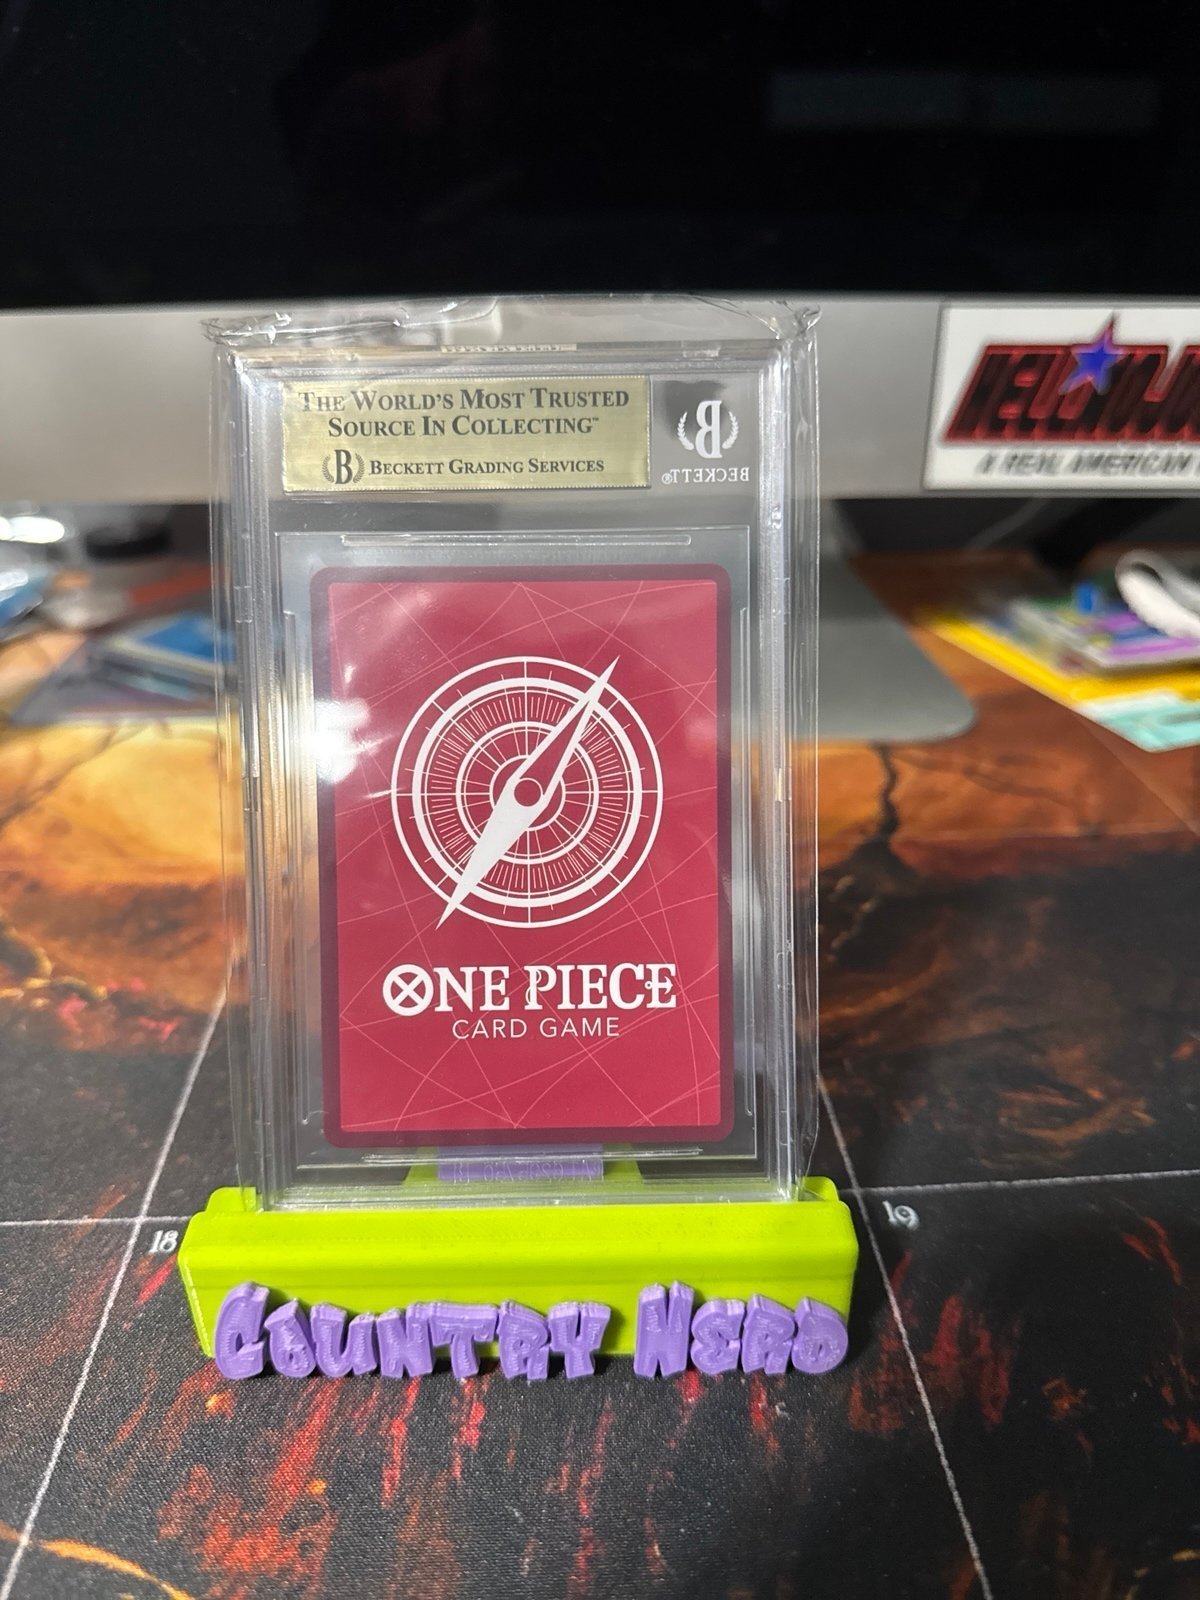 THE WORLD'S MOST TRUSTED
SOURCE IN COLLECTING™
B BECKETT GRADING SERVICES
B
BECKETT®
A REAL AMERICAN
ONE PIECE
CARD GAME
18
19
COUNTRY NERD